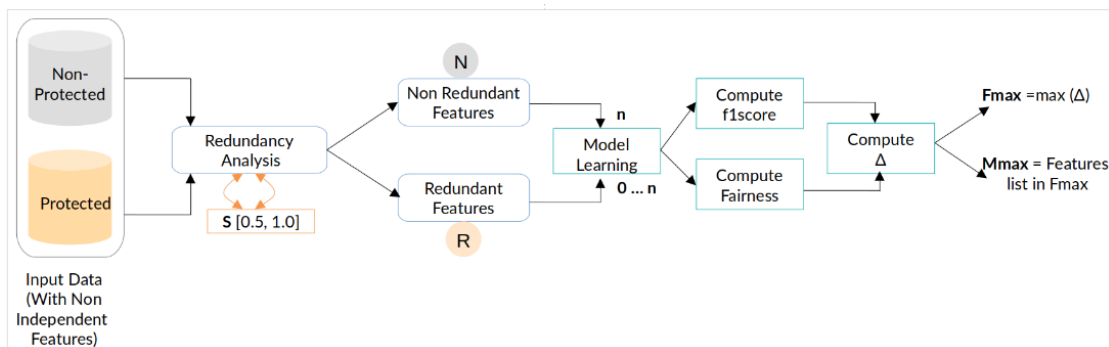 Non-
Protected
Protected
Input Data
(With Non
Independent
Features)
Redundancy
Analysis
S [0.5, 1.0]
N
Non Redundant
Features
Redundant
Features
R
n
Model
Learning
0 ... n
Compute
f1score
Compute
Fairness
Compute
Δ
Fmax =max (Δ)
Mmax = Features
list in Fmax